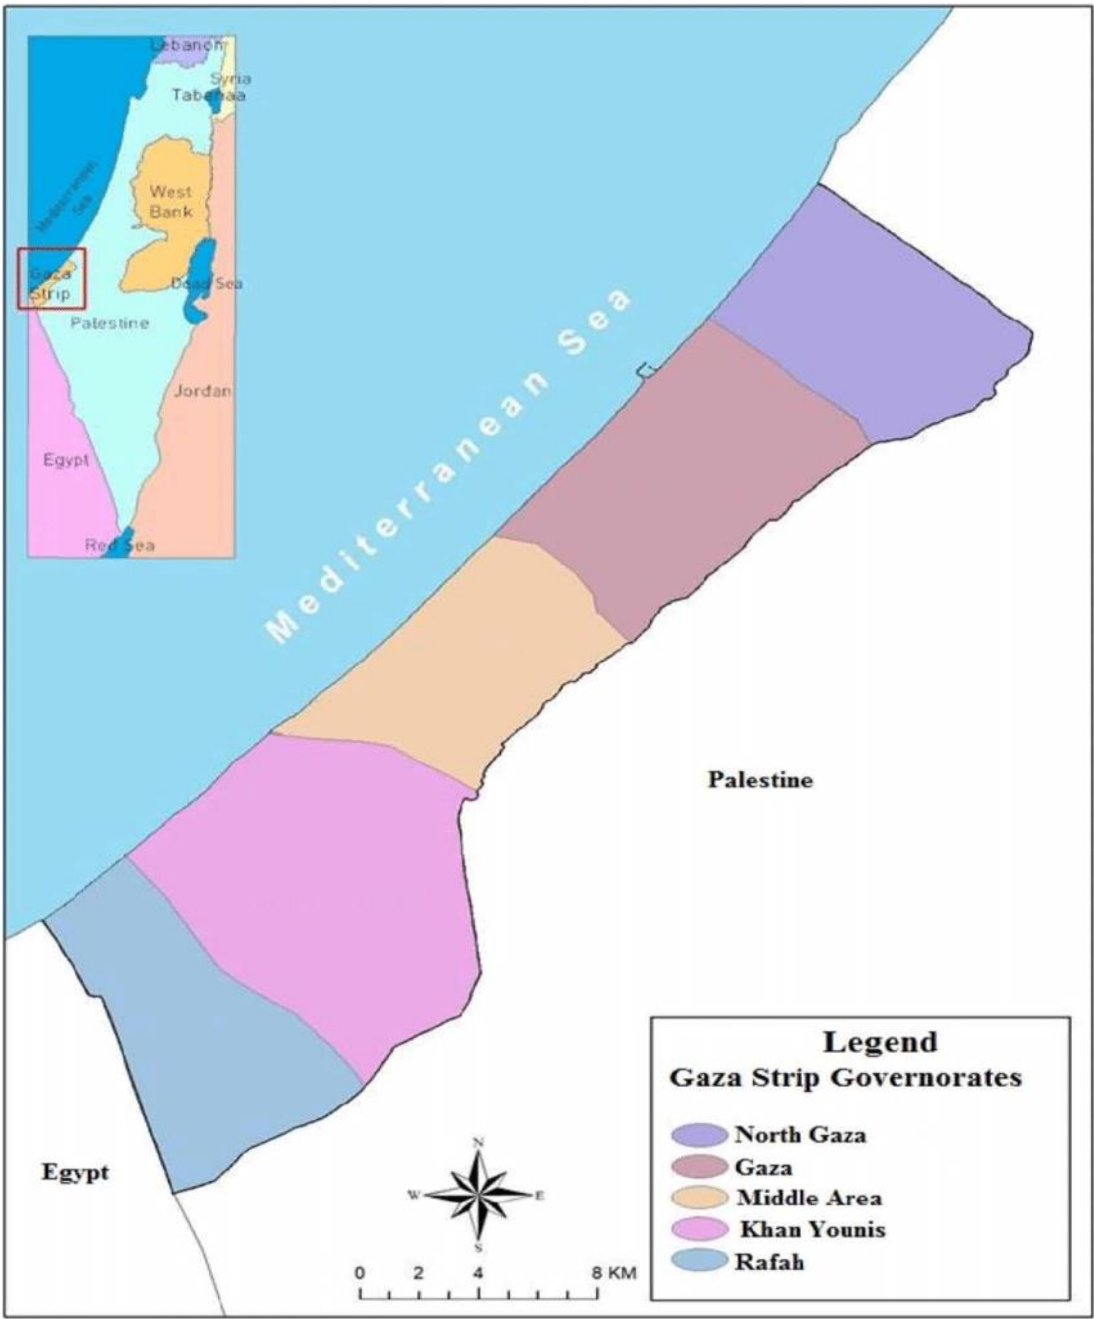 Lebanon
Syria
Tabariaa
Mediterranean
Sea
West
Bank
Gaza
Strip
Dead Sea
Palestine
Jordan
Egypt
Red Sea
Mediterranean Sea
Palestine
Egypt
N
W
E
S
0 2 4 8 KM
Legend
Gaza Strip Governorates
North Gaza
Gaza
Middle Area
Khan Younis
Rafah